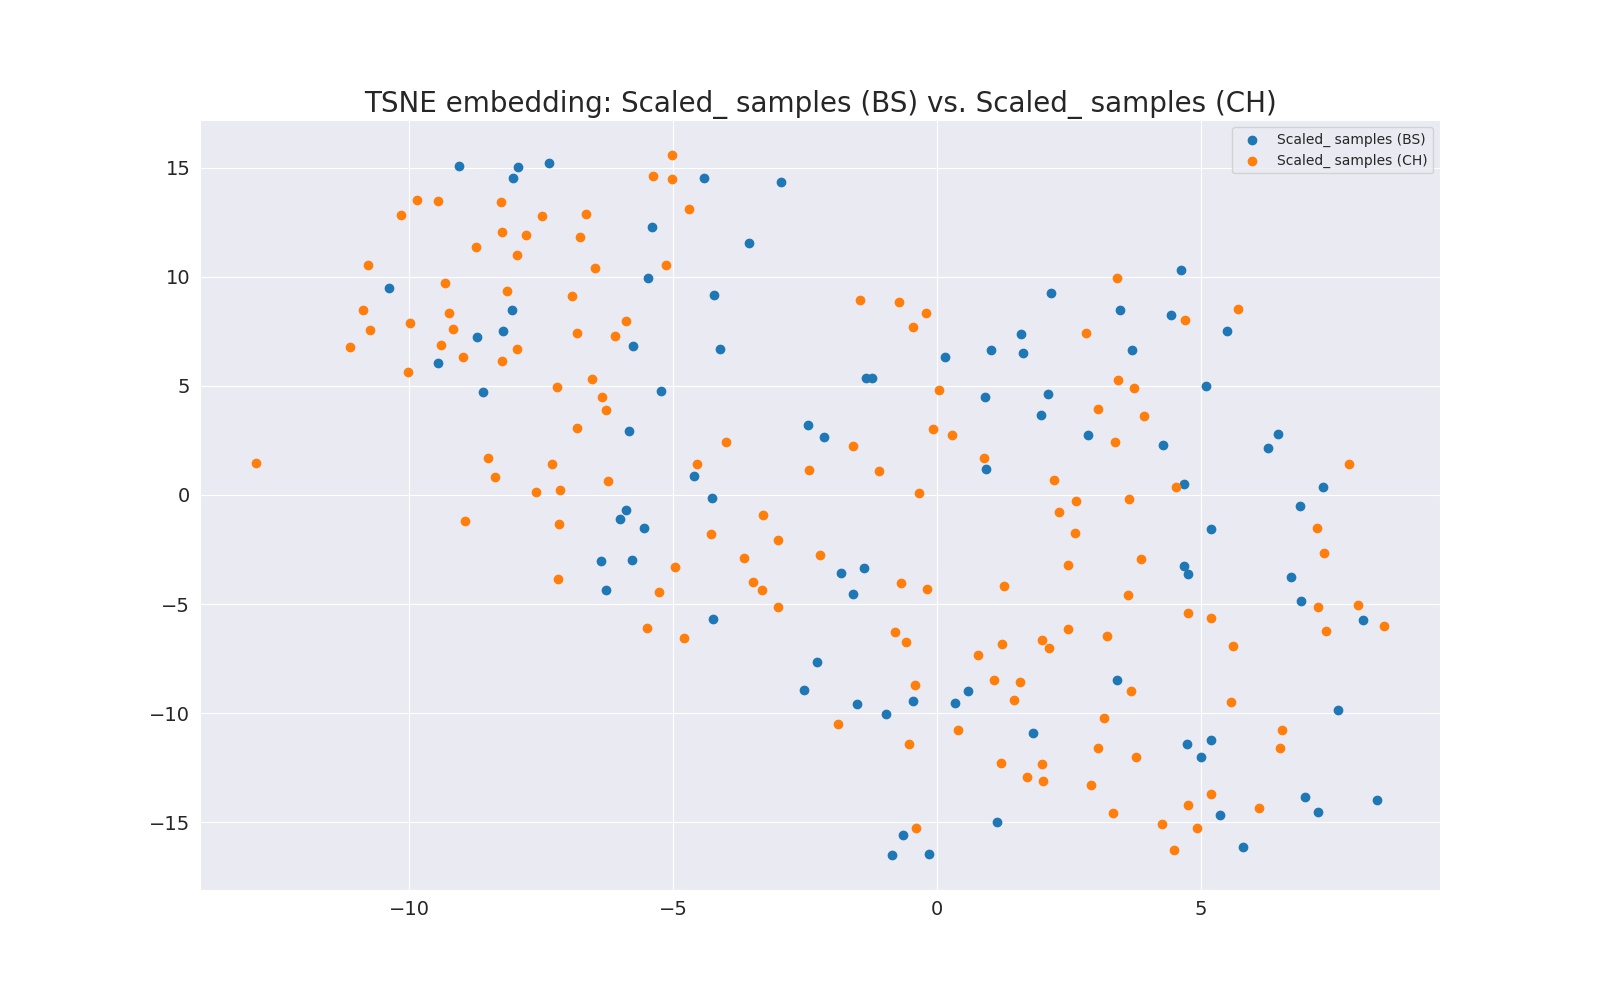 TSNE embedding: Scaled_ samples (BS) vs. Scaled_ samples (CH)
Scaled_ samples (BS)
Scaled_ samples (CH)
15
10
5
0
−5
−10
−15
−10 −5 0 5